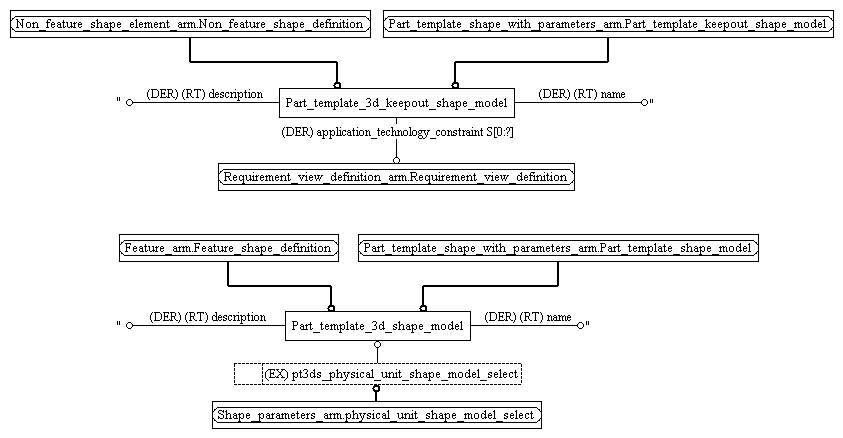 Non_feature_shape_element_arm.Non_feature_shape_definition
Part_template_shape_with_parameters_arm.Part_template_keepout_shape_model
" (DER) (RT) description
Part_template_3d_keepout_shape_model
(DER) (RT) name "
(DER) application_technology_constraint S[0:?]
Requirement_view_definition_arm.Requirement_view_definition
Feature_arm.Feature_shape_definition
Part_template_shape_with_parameters_arm.Part_template_shape_model
" (DER) (RT) description
Part_template_3d_shape_model
(DER) (RT) name "
(EX) pt3ds_physical_unit_shape_model_select
Shape_parameters_arm.physical_unit_shape_model_select